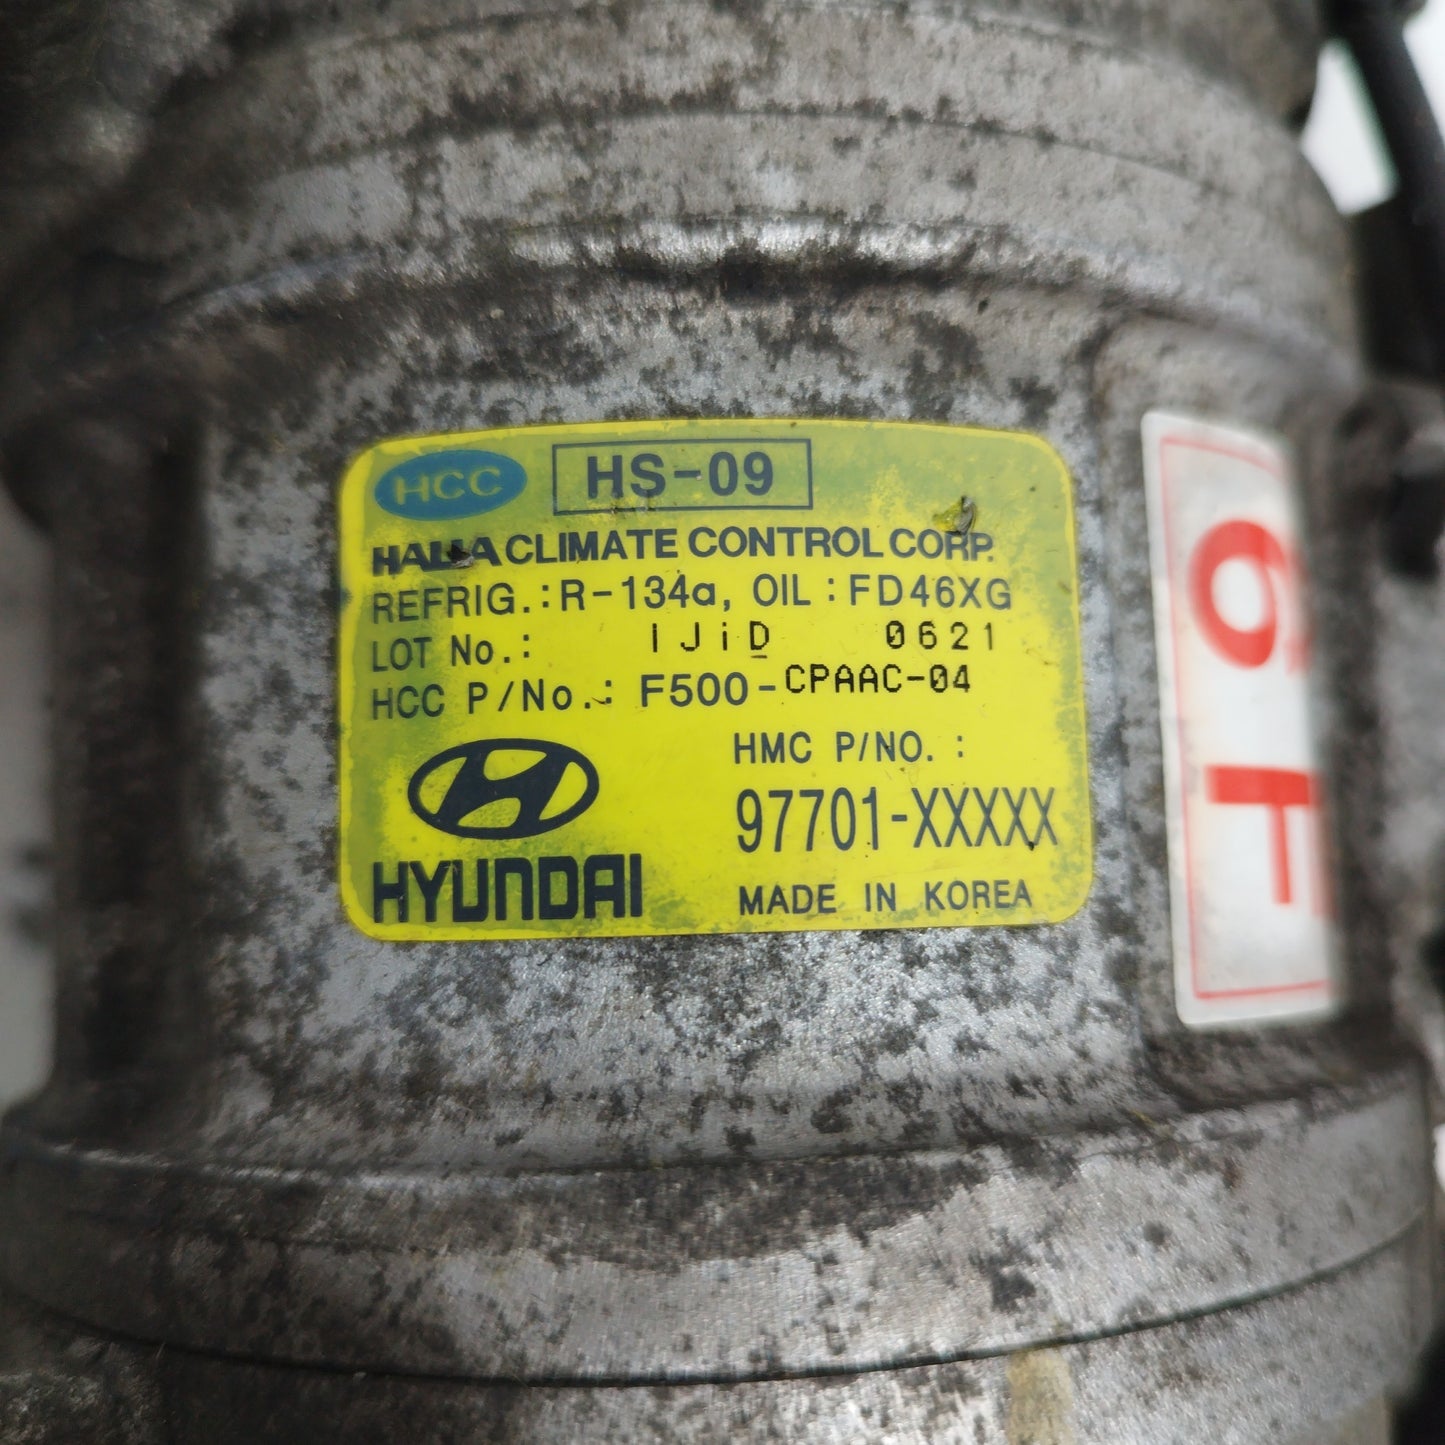 HCC HS-09
HALLA CLIMATE CONTROL CORP.
REFRIG.: R-134a, OIL : FD46XG
LOT No.: IJiD 0621
HCC P/No.: F500-CPAAC-04
HMC P/NO. :
97701-XXXXX
HYUNDAI
MADE IN KOREA
6F